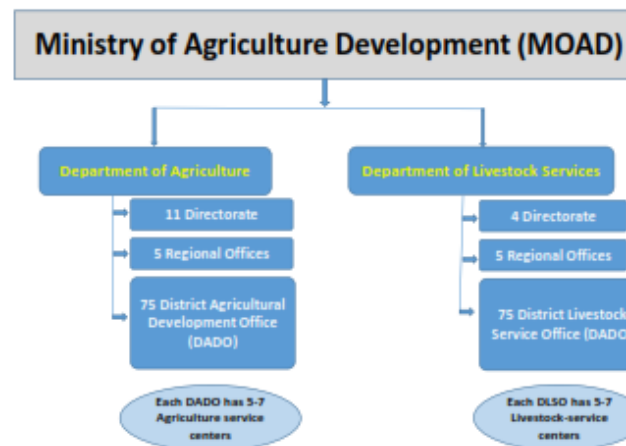 Ministry of Agriculture Development (MOAD)
Department of Agriculture
11 Directorate
5 Regional Offices
75 District Agricultural
Development Office
(DADO)
Each DADO has 5-7
Agriculture service
centers
Department of Livestock Services
4 Directorate
5 Regional Offices
75 District Livestock
Service Office (DADO
Each DLSO has 5-7
Livestock-service
centers